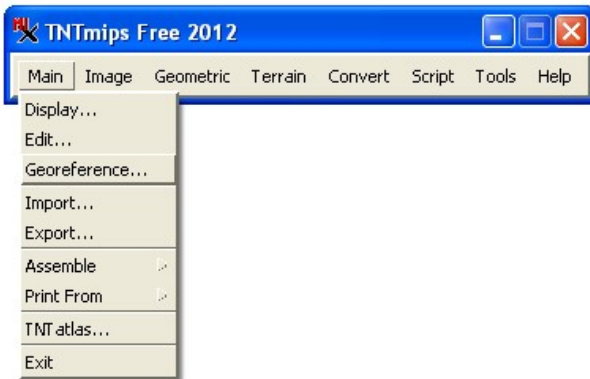 TNTmips Free 2012
Main Image Geometric Terrain Convert Script Tools Help
Display...
Edit...
Georeference...
Import...
Export...
Assemble
Print From
TNTatlas...
Exit